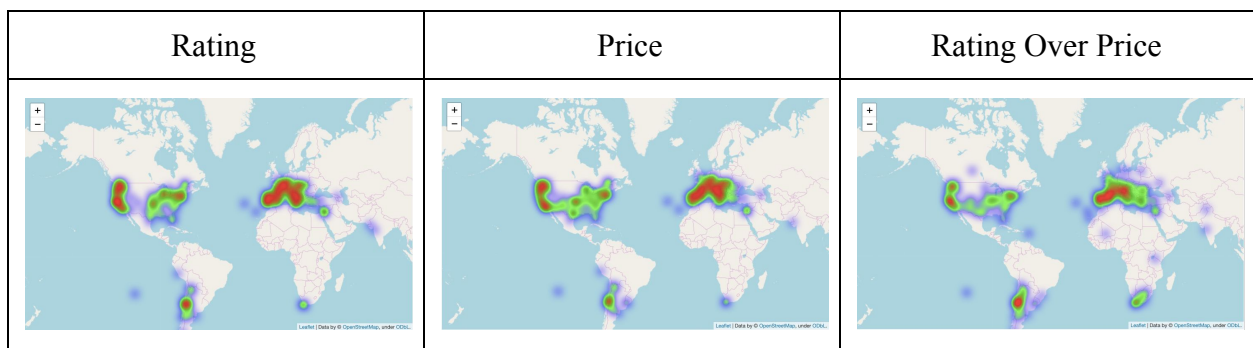 Rating
Price
Rating Over Price
+
−
+
−
+
−
Leaflet | Data by © OpenStreetMap, under ODbL.
Leaflet | Data by © OpenStreetMap, under ODbL.
Leaflet | Data by © OpenStreetMap, under ODbL.